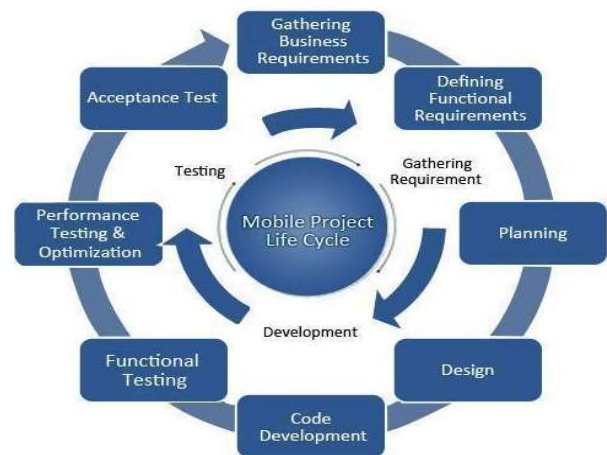 Gathering
Business
Requirements
Defining
Functional
Requirements
Planning
Design
Code
Development
Functional
Testing
Performance
Testing &
Optimization
Acceptance Test
Testing
Gathering
Requirement
Development
Mobile Project
Life Cycle